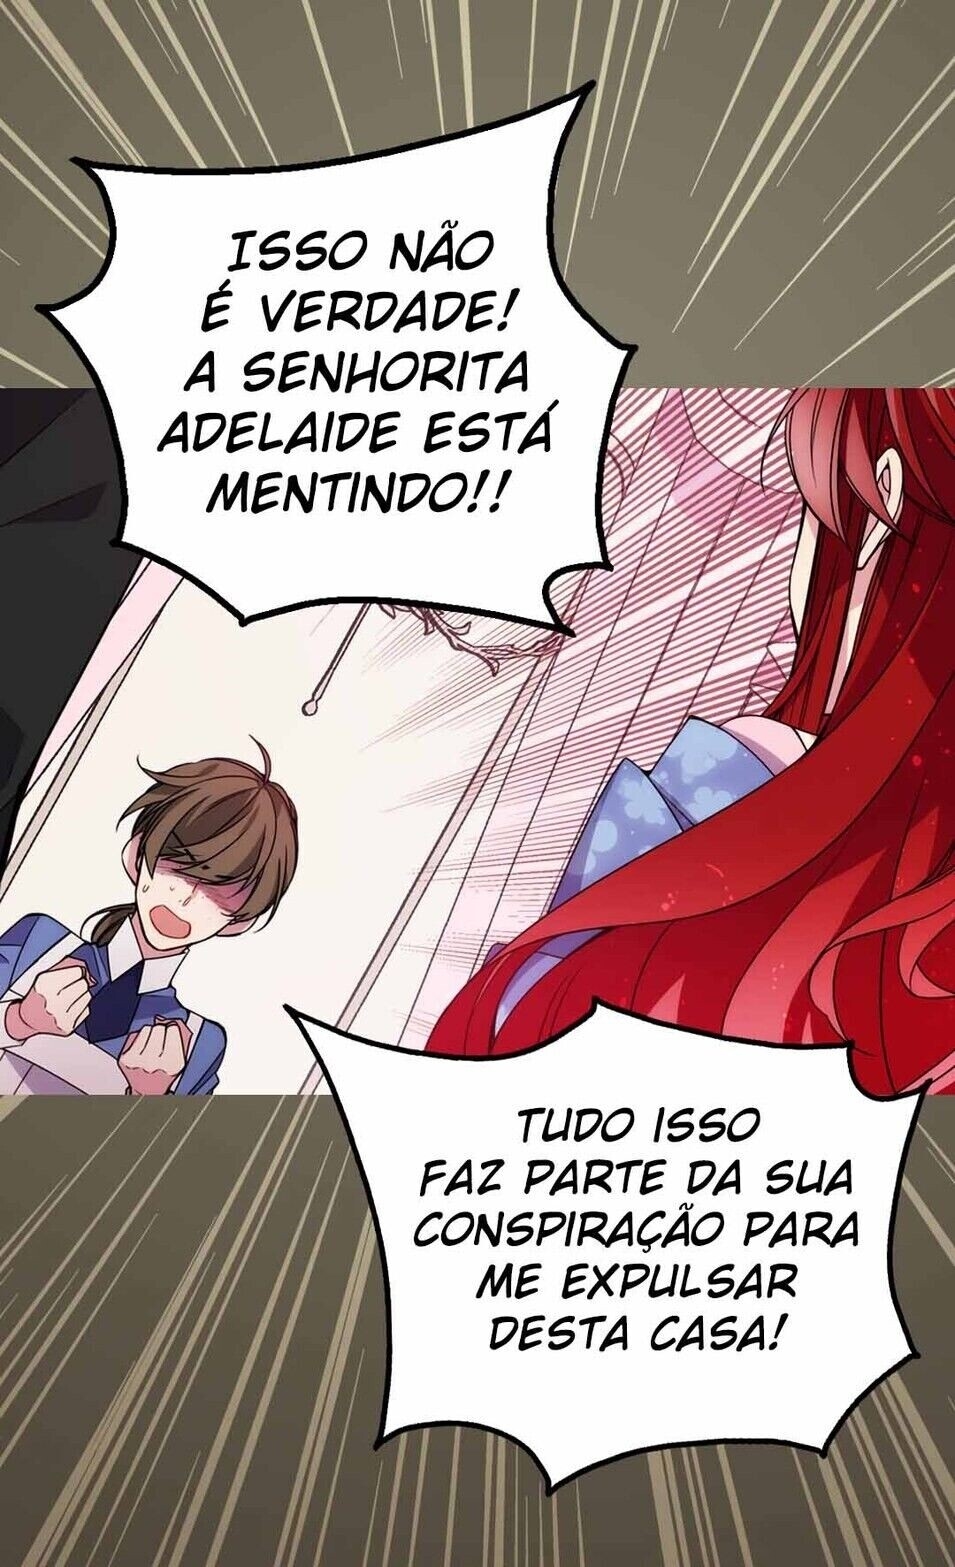 ISSO NÃO
É VERDADE!
A SENHORITA
ADELAIDE ESTÁ
MENTINDO!!
TUDO ISSO
FAZ PARTE DA SUA
CONSPIRAÇÃO PARA
ME EXPULSAR
DESTA CASA!